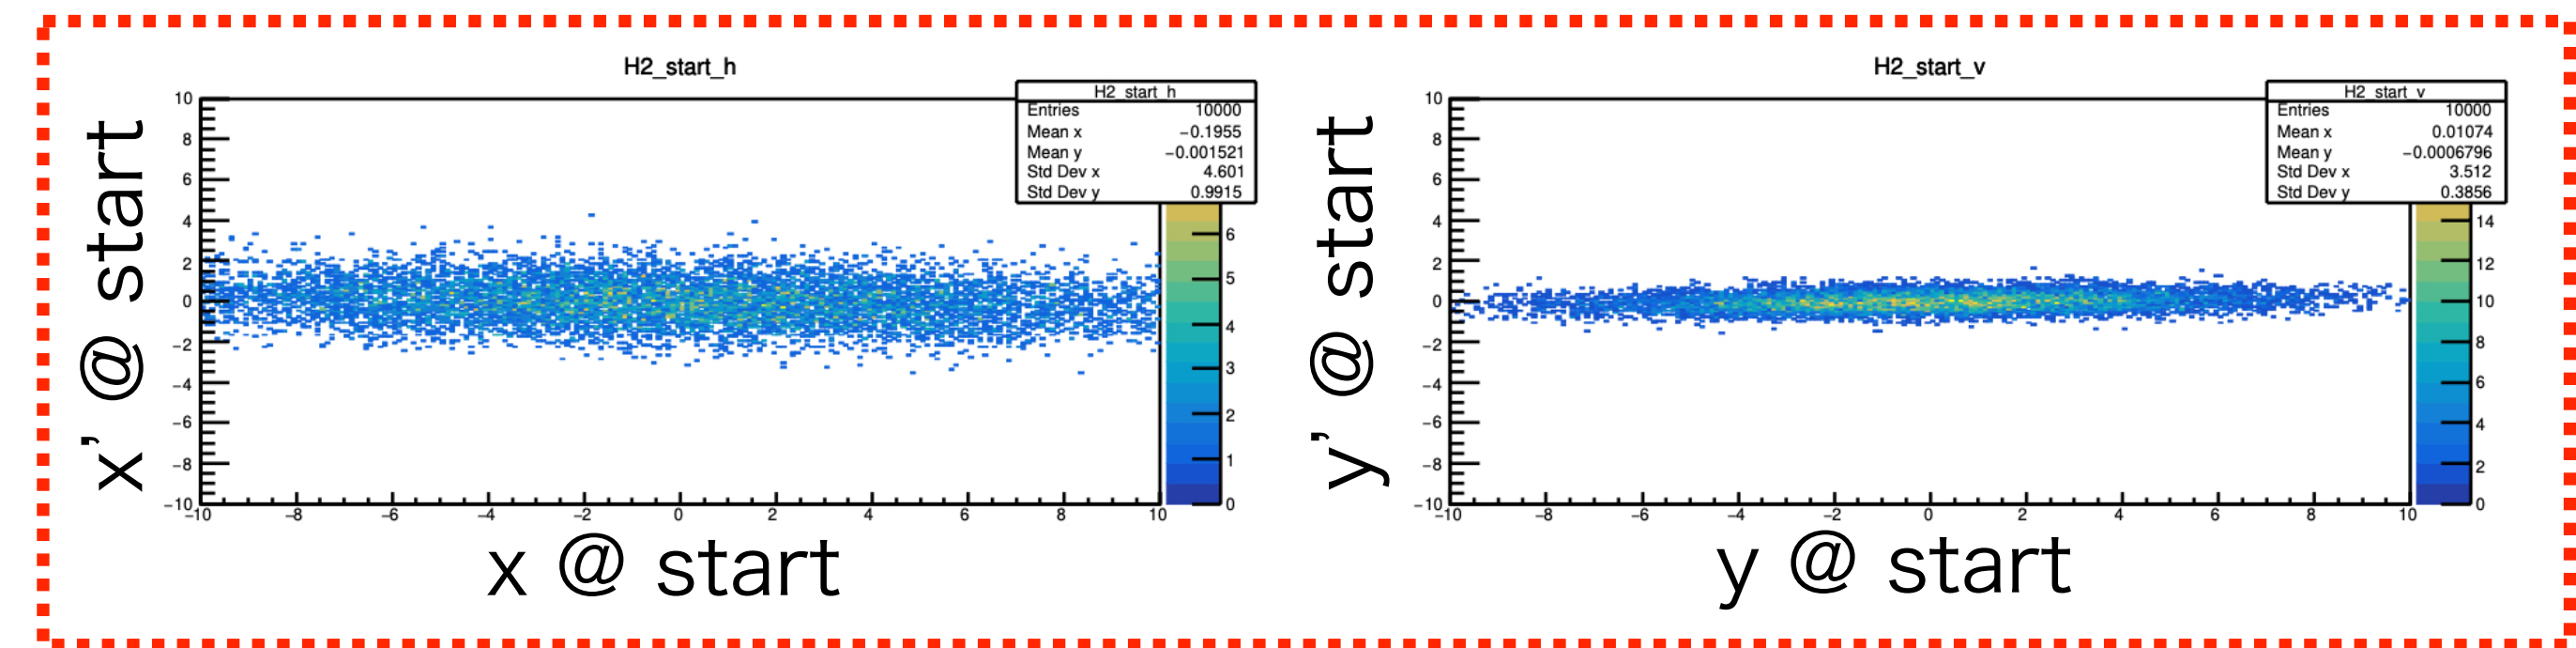 H2_start_h
H2_start_h
Entries 10000
Mean x −0.1955
Mean y −0.001521
Std Dev x 4.601
Std Dev y 0.9915
10
8
6
4
2
0
−2
−4
−6
−8
−10
−10 −8 −6 −4 −2 0 2 4 6 8 10
6
5
4
3
2
1
0
x' @ start
x @ start
H2_start_v
H2_start_v
Entries 10000
Mean x 0.01074
Mean y −0.0006796
Std Dev x 3.512
Std Dev y 0.3856
10
8
6
4
2
0
−2
−4
−6
−8
−10
−10 −8 −6 −4 −2 0 2 4 6 8 10
14
12
10
8
6
4
2
0
y' @ start
y @ start